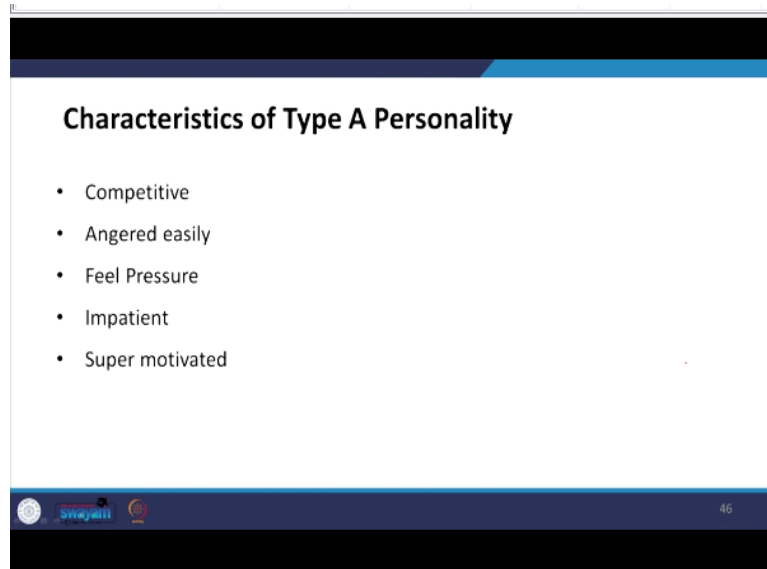 Characteristics of Type A Personality
• Competitive
• Angered easily
• Feel Pressure
• Impatient
• Super motivated
swayam
46